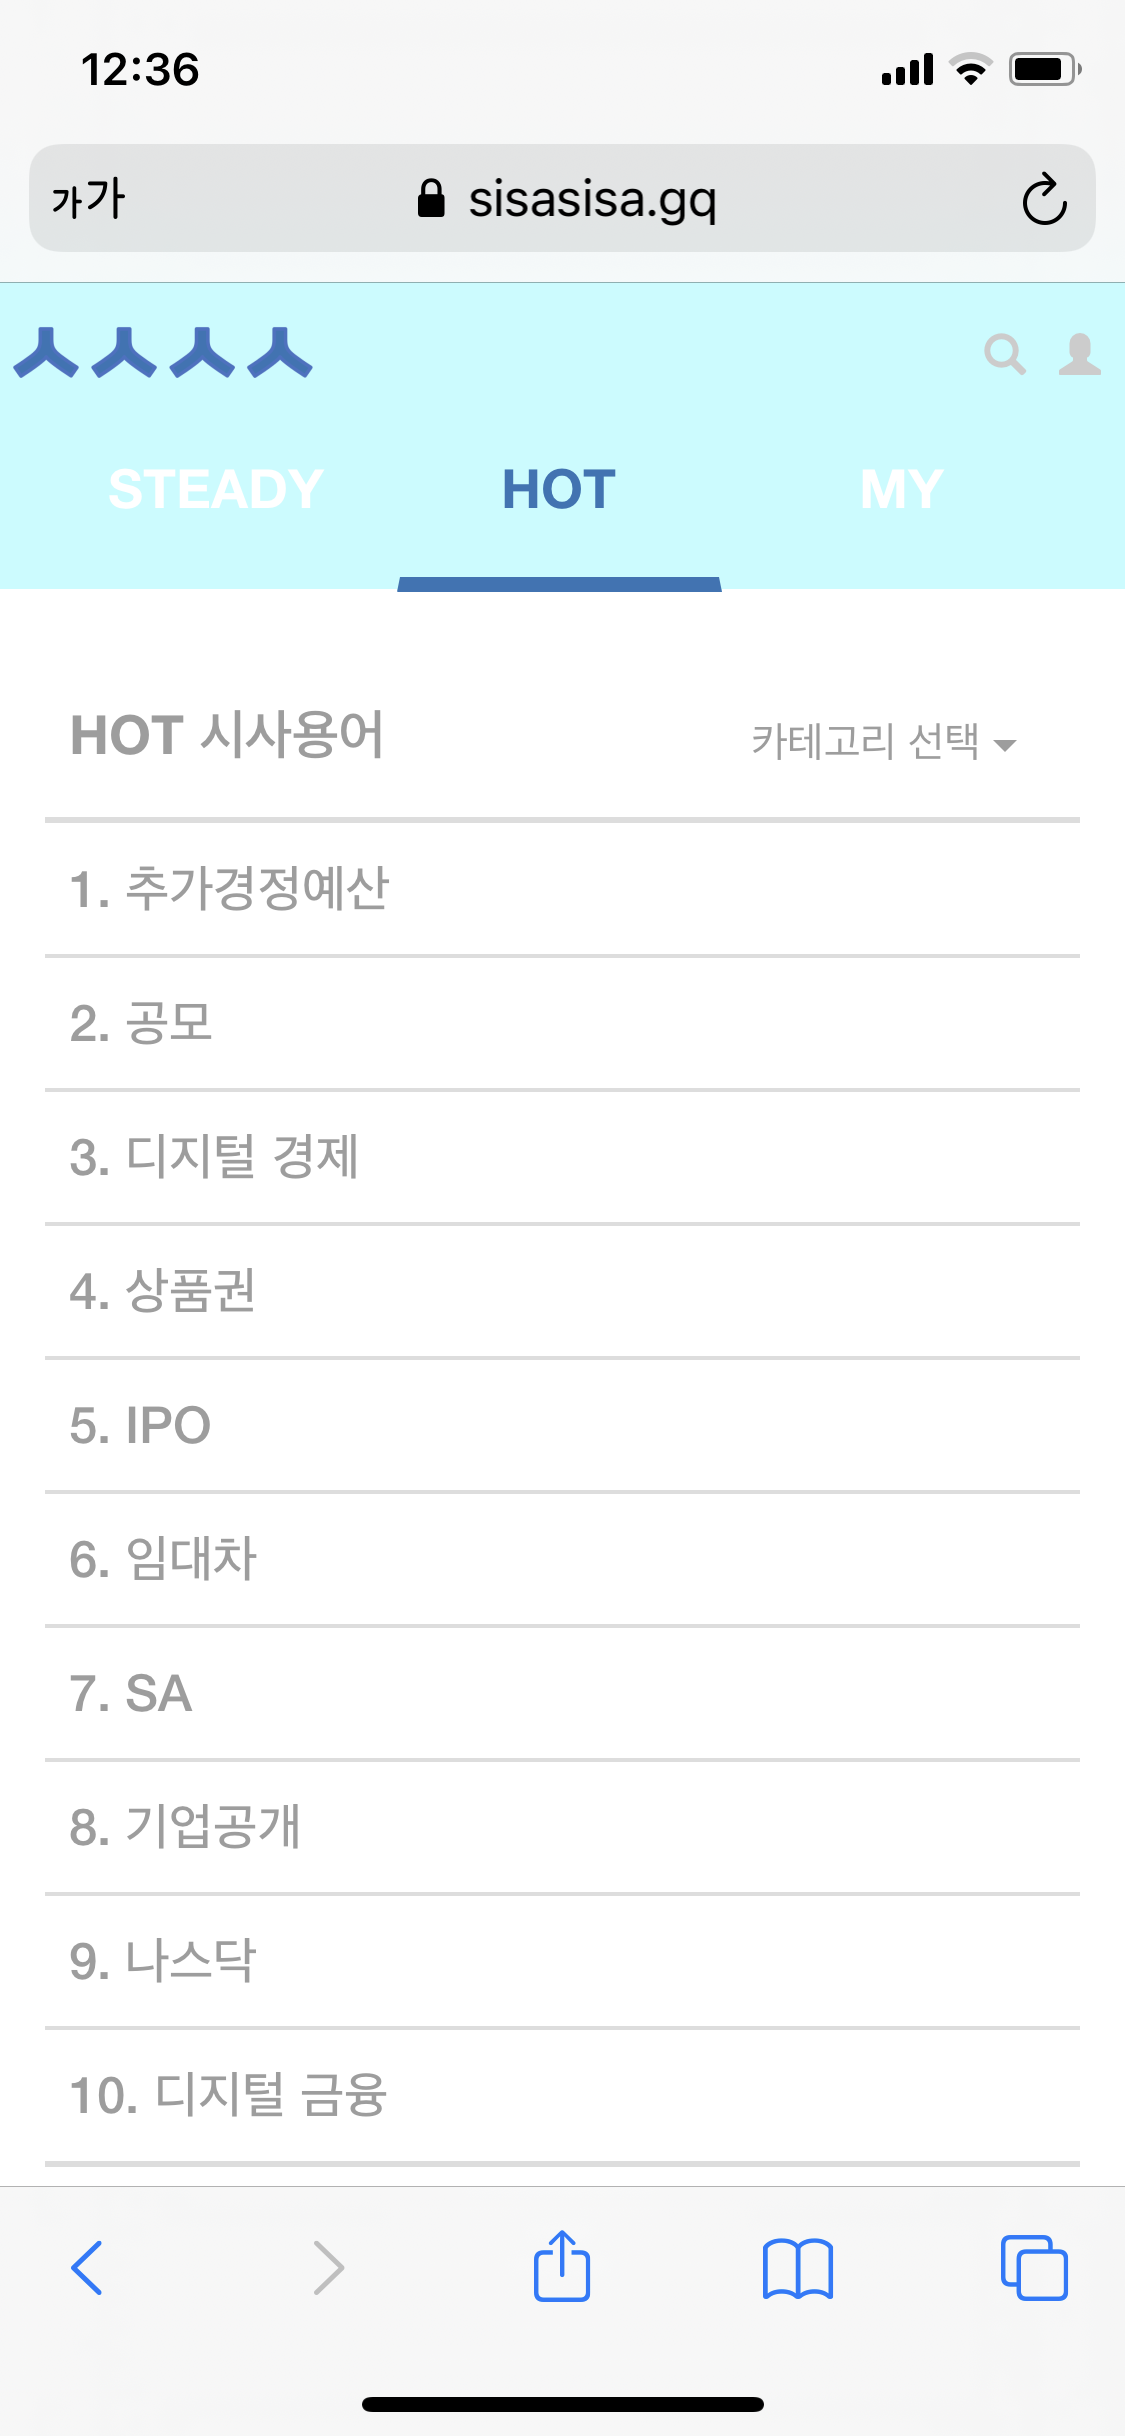 12:36
가가 sisasisa.gq
ㅅㅅㅅㅅ
STEADY HOT MY
HOT 시사용어 카테고리 선택
1. 추가경정예산
2. 공모
3. 디지털 경제
4. 상품권
5. IPO
6. 임대차
7. SA
8. 기업공개
9. 나스닥
10. 디지털 금융